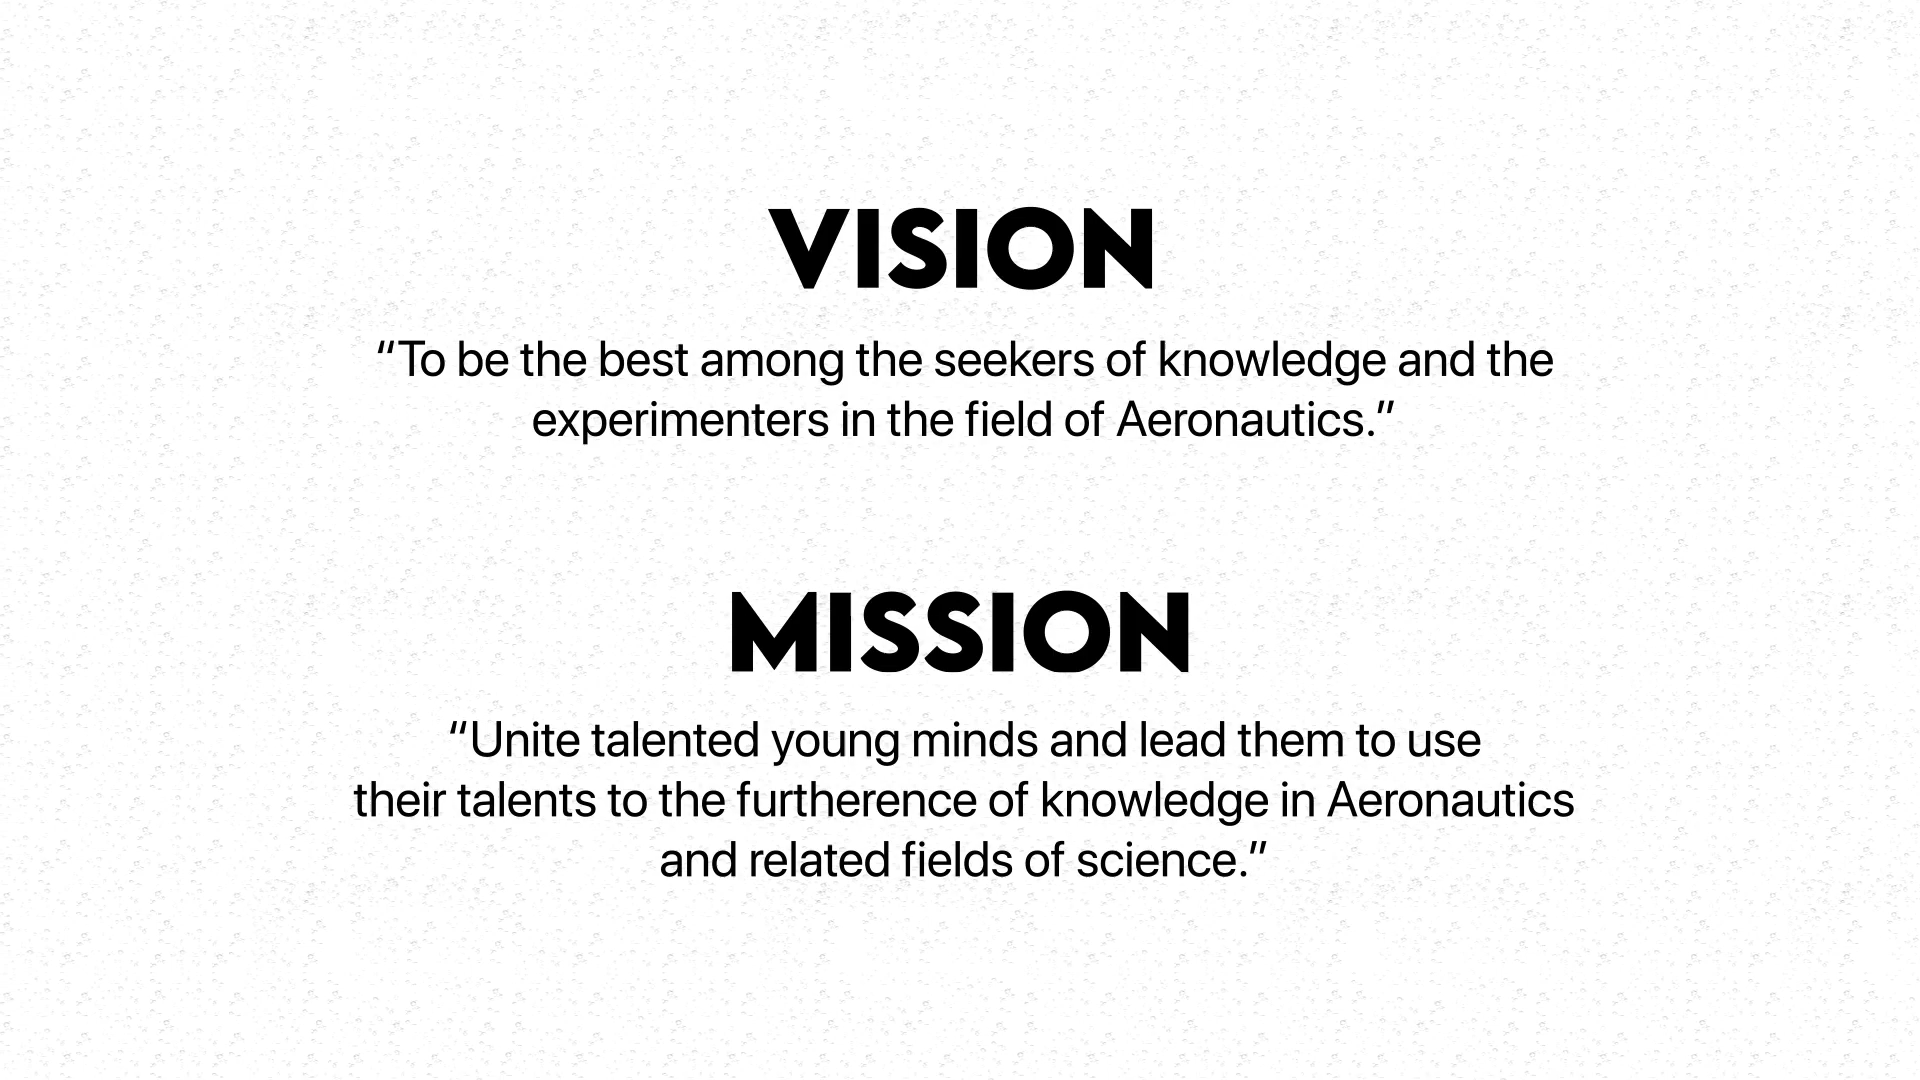 VISION
“To be the best among the seekers of knowledge and the
experimenters in the field of Aeronautics.”
MISSION
“Unite talented young minds and lead them to use
their talents to the furtherence of knowledge in Aeronautics
and related fields of science.”